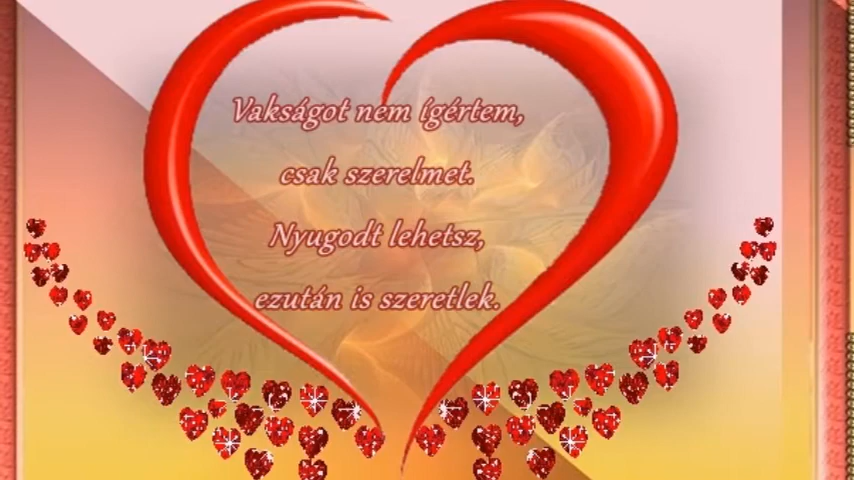 Vakságot nem ígértem,
csak szerelmet.
Nyugodt lehetsz,
ezután is szeretlek.